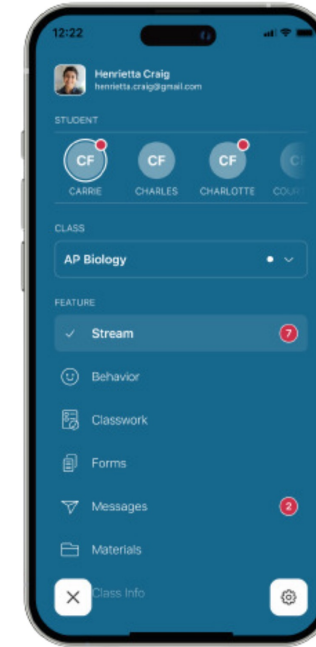 12:22
Henrietta Craig
henrietta.craig@gmail.com
STUDENT
CF CF CF
CARRIE CHARLES CHARLOTTE
CLASS
AP Biology
FEATURE
Stream 7
Behavior
Classwork
Forms
Messages 2
Materials
Class Info